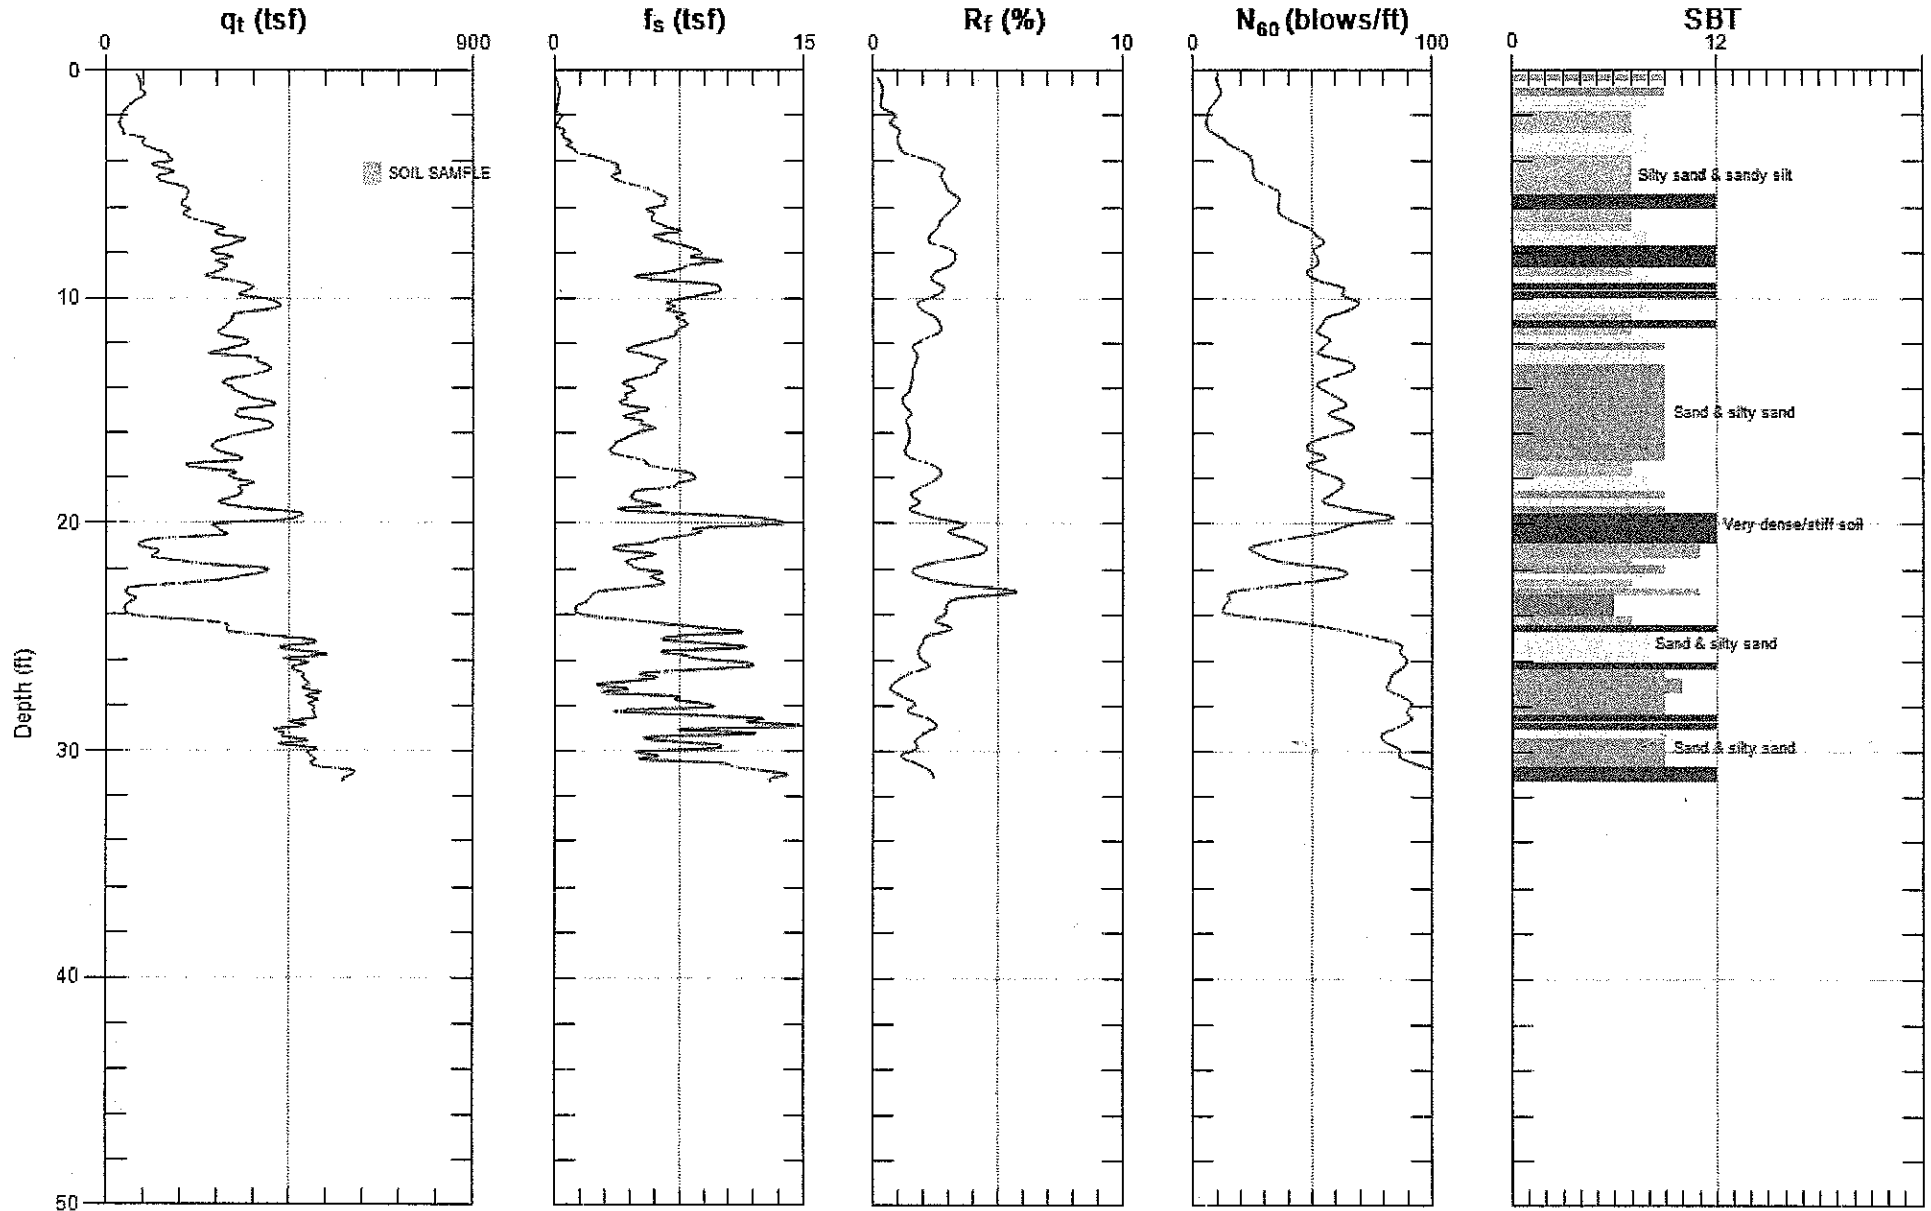 qt (tsf)
fs (tsf)
Rf (%)
N60 (blows/ft)
SBT
0 900
0 15
0 10
0 100
0 12
0
SOIL SAMPLE
Silty sand & sandy silt
10
Sand & silty sand
20
Very dense/stiff soil
Sand & silty sand
Depth (ft)
30
Sand & silty sand
40
50